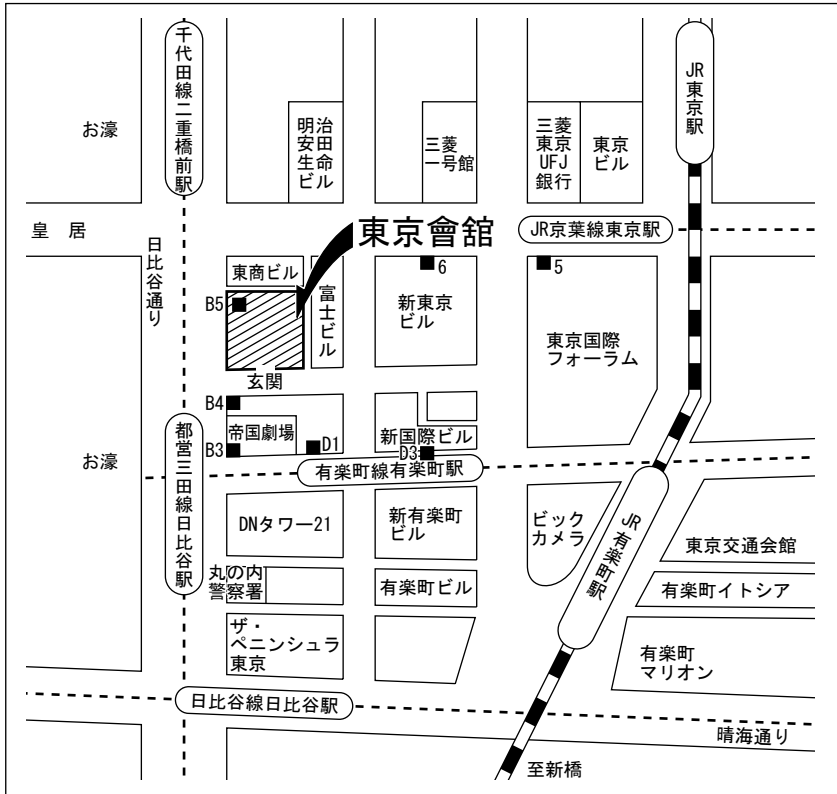 千代田線二重橋前駅
JR東京駅
お濠
明治
安田
生命
ビル
三菱
一号館
三菱
東京
UFJ
銀行
東京
ビル
皇 居
日比谷通り
東京會舘
JR京葉線東京駅
東商ビル
B5
富士ビル
6
5
新東京
ビル
東京国際
フォーラム
玄関
B4
帝国劇場
B3
D1
新国際ビル
D3
お濠
都営三田線日比谷駅
有楽町線有楽町駅
DNタワー21
新有楽町
ビル
ビック
カメラ
JR有楽町駅
東京交通会館
丸の内
警察署
有楽町ビル
有楽町イトシア
ザ・
ペニンシュラ
東京
有楽町
マリオン
日比谷線日比谷駅
晴海通り
至新橋